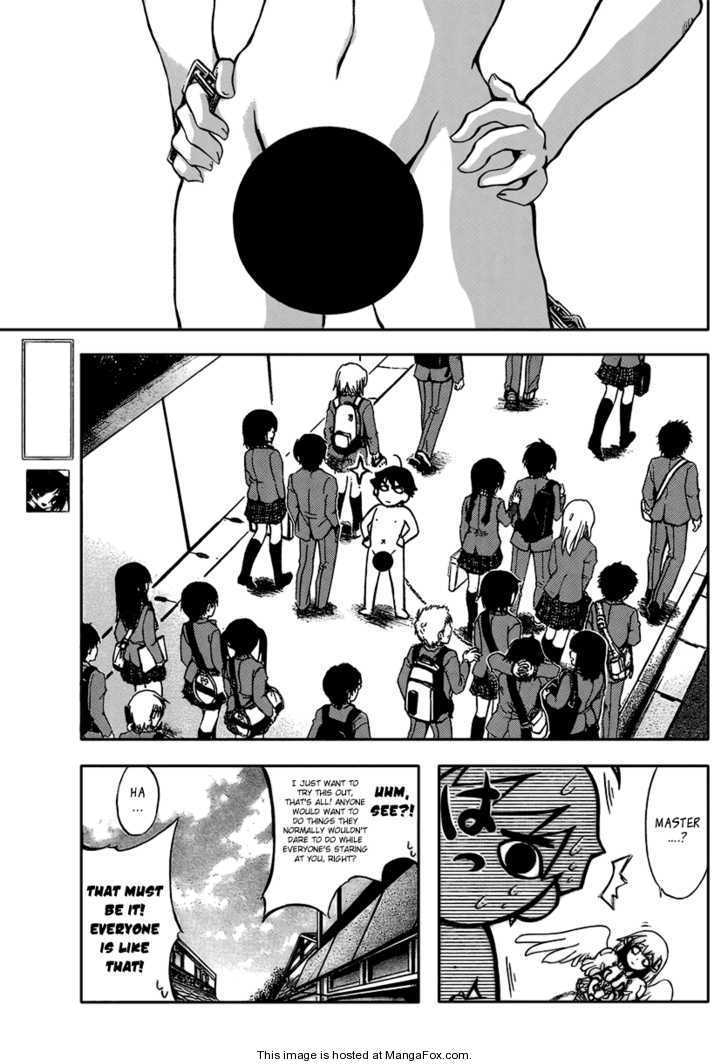 MASTER
....?
はっ
UHM,
SEE?!
I JUST WANT TO
TRY THIS OUT,
THAT'S ALL! ANYONE
WOULD WANT TO
DO THINGS THEY
NORMALLY WOULDN'T
DARE TO DO WHILE
EVERYONE'S STARING
AT YOU, RIGHT?
HA
...
THAT MUST
BE IT!
EVERYONE
IS LIKE
THAT!
This image is hosted at MangaFox.com.